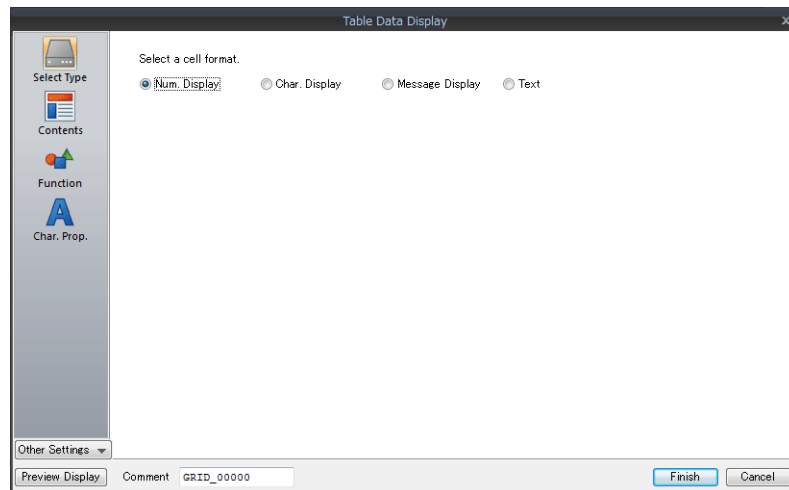 Table Data Display
x
Select Type
Contents
Function
Char. Prop.
Select a cell format.
Num. Display Char. Display Message Display Text
Other Settings
Preview Display Comment GRID_00000 Finish Cancel